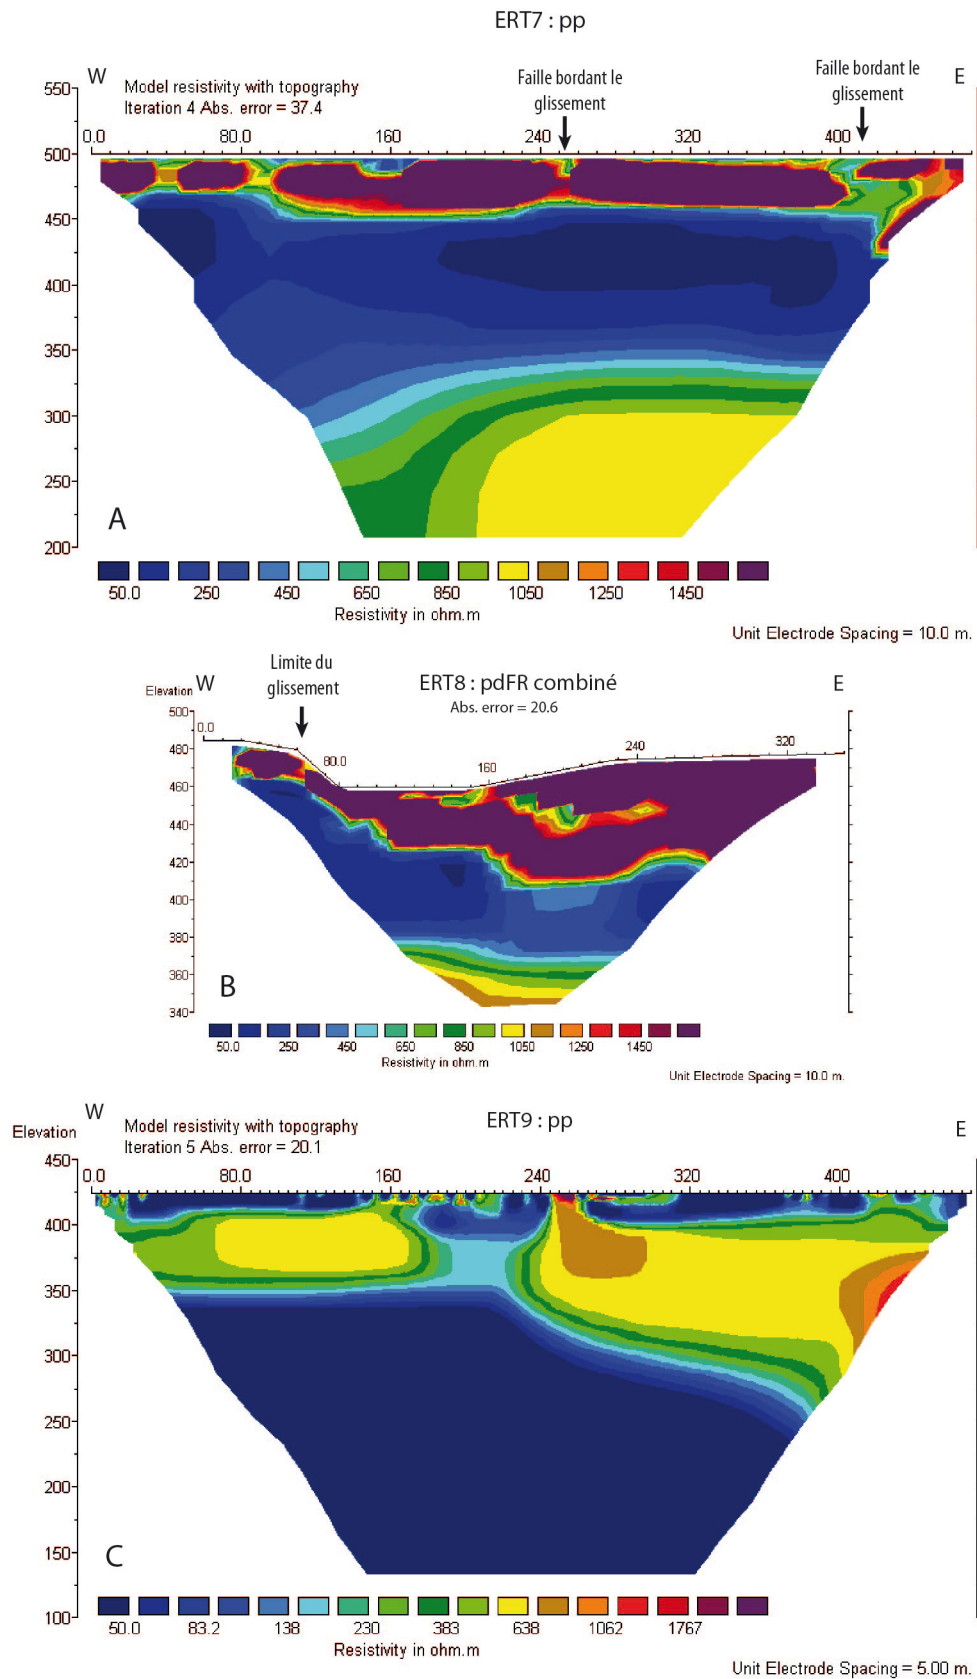 ERT7 : pp
W
E
Model resistivity with topography
Iteration 4 Abs. error = 37.4
Faille bordant le
glissement
Faille bordant le
glissement
0.0 80.0 160 240 320 400
550
500
450
400
350
300
250
200
A
50.0 250 450 650 850 1050 1250 1450
Resistivity in ohm.m
Unit Electrode Spacing = 10.0 m.
Limite du
glissement
Elevation
W
ERT8 : pdFR combiné
E
Abs. error = 20.6
0.0 80.0 160 240 320
500
480
460
440
420
400
380
360
340
B
50.0 250 450 650 850 1050 1250 1450
Resistivity in ohm.m
Unit Electrode Spacing = 10.0 m.
W
ERT9 : pp
E
Elevation
Model resistivity with topography
Iteration 5 Abs. error = 20.1
0.0 80.0 160 240 320 400
450
400
350
300
250
200
150
100
C
50.0 83.2 138 230 383 638 1062 1767
Resistivity in ohm.m
Unit Electrode Spacing = 5.00 m.